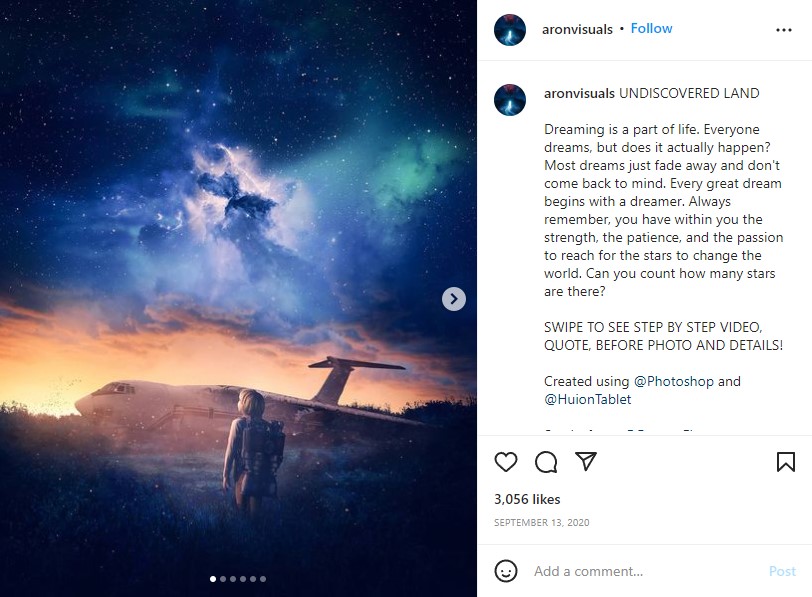 aronvisuals • Follow
aronvisuals UNDISCOVERED LAND
Dreaming is a part of life. Everyone
dreams, but does it actually happen?
Most dreams just fade away and don't
come back to mind. Every great dream
begins with a dreamer. Always
remember, you have within you the
strength, the patience, and the passion
to reach for the stars to change the
world. Can you count how many stars
are there?
SWIPE TO SEE STEP BY STEP VIDEO,
QUOTE, BEFORE PHOTO AND DETAILS!
Created using @Photoshop and
@HuionTablet
3,056 likes
SEPTEMBER 13, 2020
Add a comment...
Post